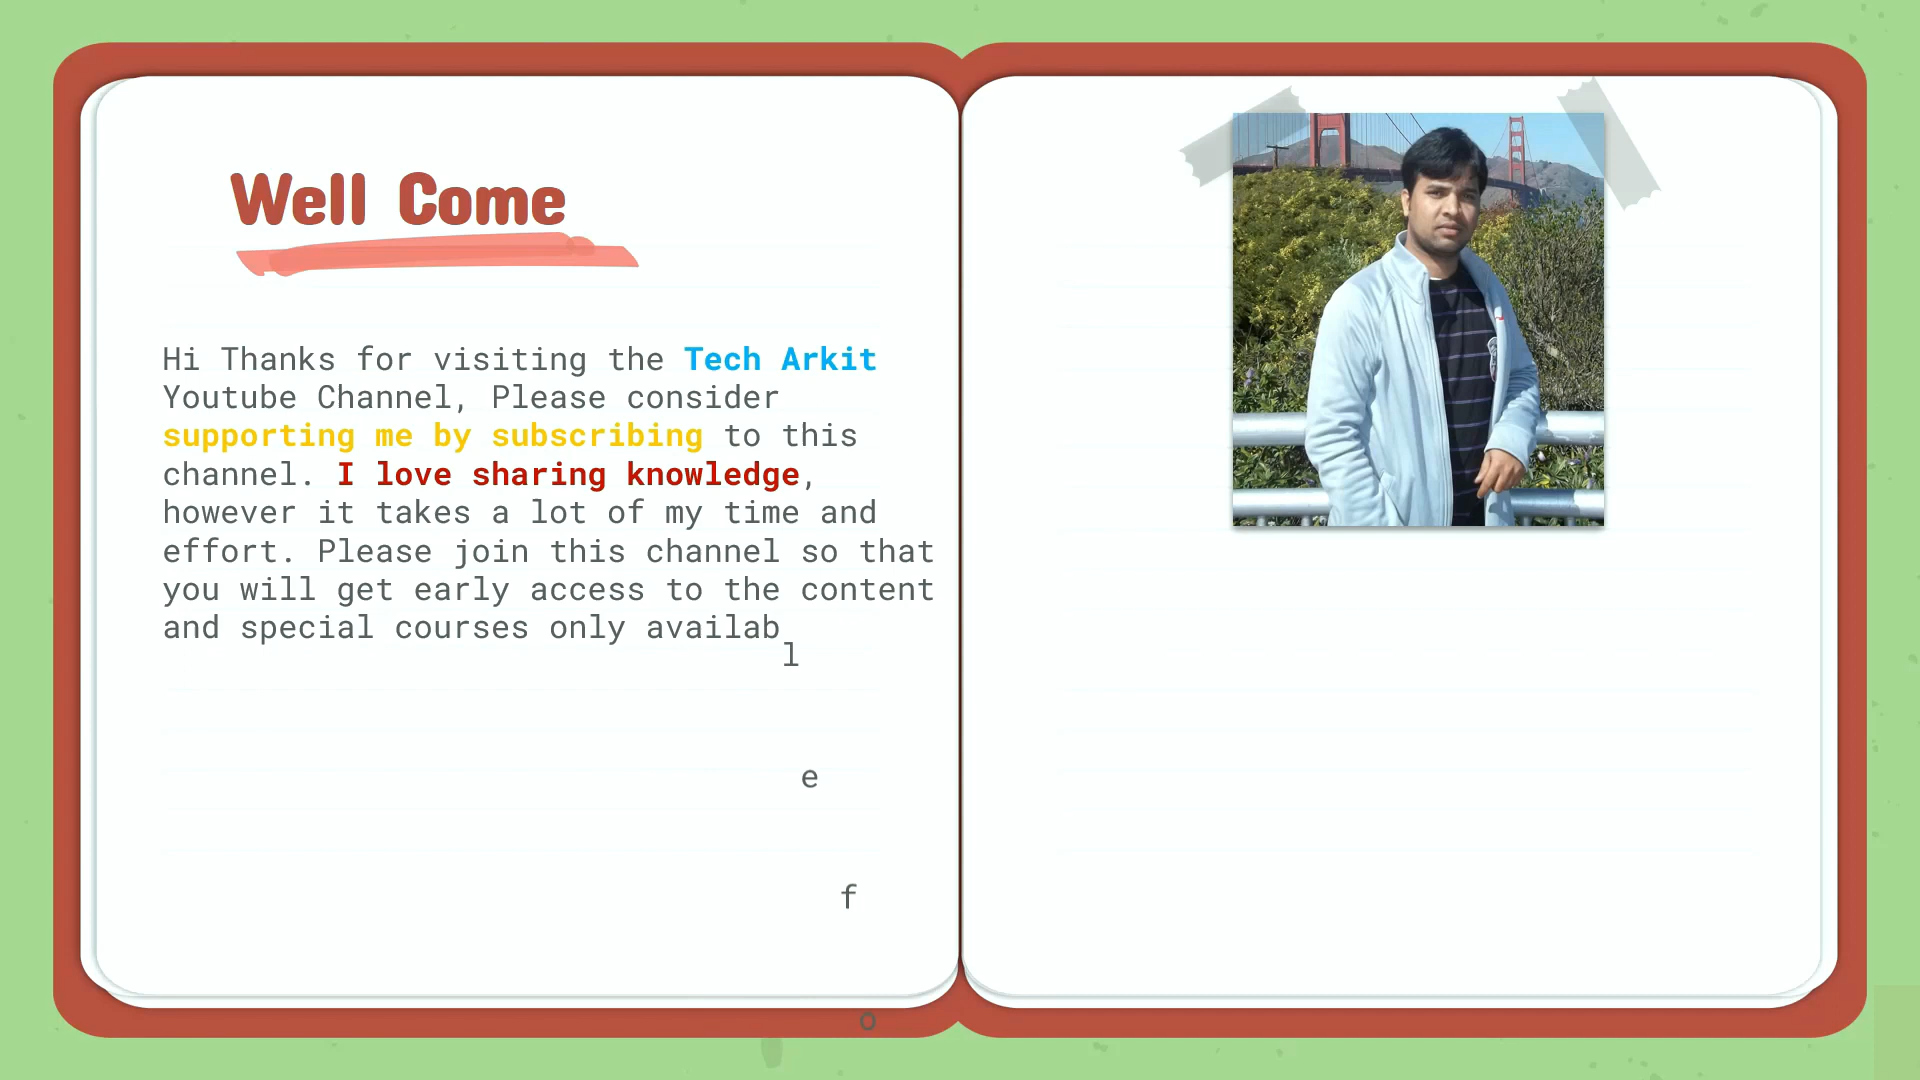 Well Come
Hi Thanks for visiting the Tech Arkit
Youtube Channel, Please consider
supporting me by subscribing to this
channel. I love sharing knowledge,
however it takes a lot of my time and
effort. Please join this channel so that
you will get early access to the content
and special courses only availab
l
e
f
o